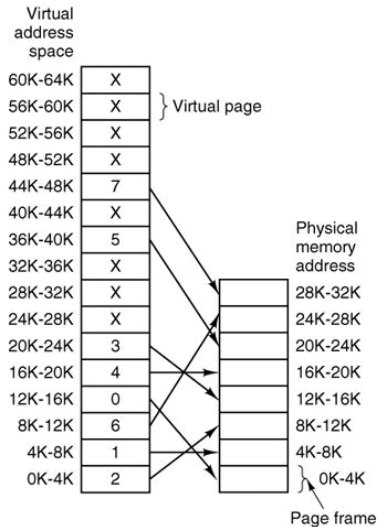 Virtual
address
space
60K-64K X
56K-60K X Virtual page
52K-56K X
48K-52K X
44K-48K 7
40K-44K X
36K-40K 5
32K-36K X
28K-32K X
24K-28K X
20K-24K 3
16K-20K 4
12K-16K 0
8K-12K 6
4K-8K 1
0K-4K 2
Physical
memory
address
28K-32K
24K-28K
20K-24K
16K-20K
12K-16K
8K-12K
4K-8K
0K-4K
Page frame